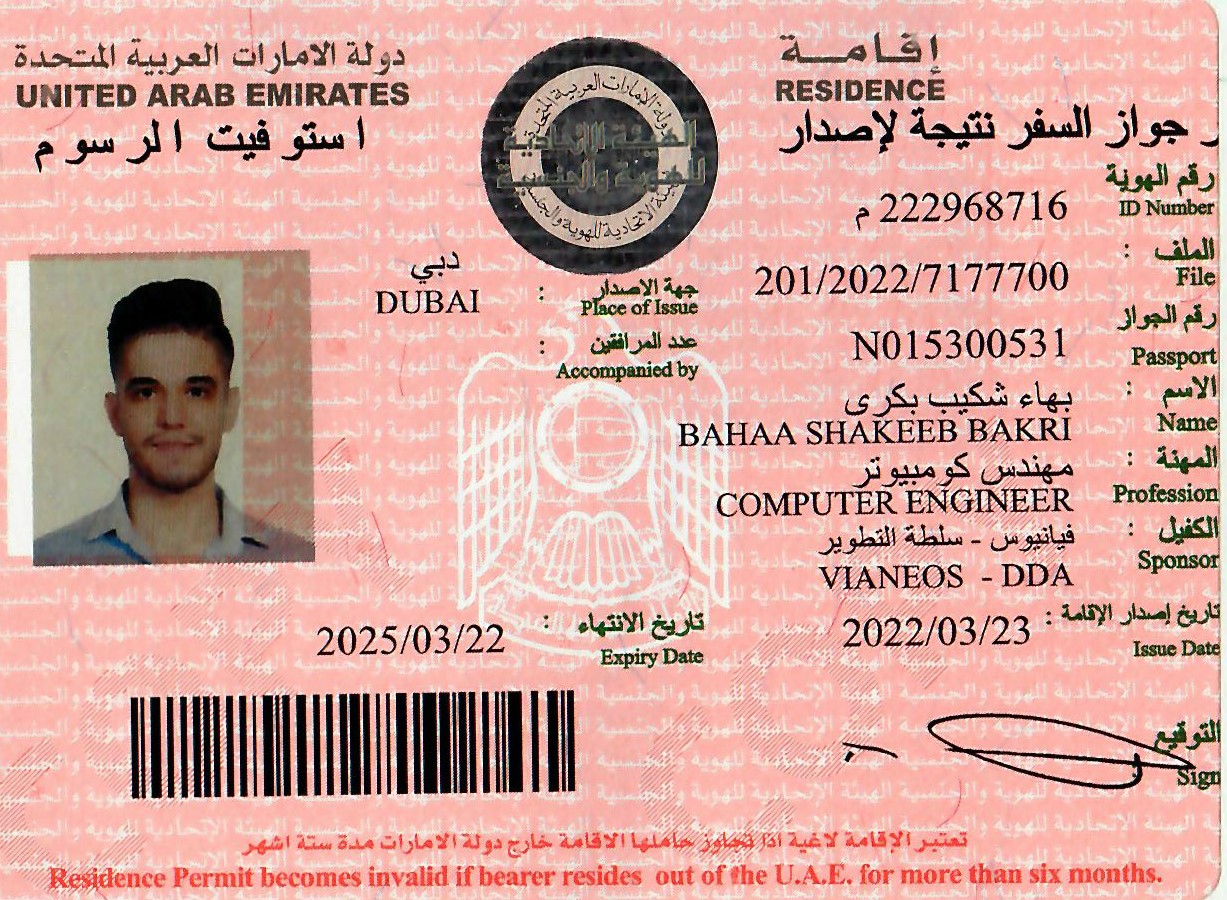 دولة الامارات العربية المتحدة
UNITED ARAB EMIRATES
استوفيت الرسوم
إقامة
RESIDENCE
ر جواز السفر نتيجة لإصدار
الهيئة الاتحادية
للهوية والجنسية
رقم الهوية
ID Number
222968716 م
الملف :
File
201/2022/7177700
رقم الجواز
Passport
N015300531
دبي
DUBAI
جهة الاصدار :
Place of Issue
عدد المرافقين :
Accompanied by
الاسم :
Name
بهاء شكيب بكرى
BAHAA SHAKEEB BAKRI
المهنة :
Profession
مهندس كومبيوتر
COMPUTER ENGINEER
الكفيل :
Sponsor
فيانيوس - سلطة التطوير
VIANEOS - DDA
تاريخ إصدار الإقامة :
Issue Date
2022/03/23
تاريخ الانتهاء :
Expiry Date
2025/03/22
التوقيع
Sign
تعتبر الإقامة لاغية اذا تجاوز حاملها الاقامة خارج دولة الامارات مدة ستة اشهر
Residence Permit becomes invalid if bearer resides out of the U.A.E. for more than six months.